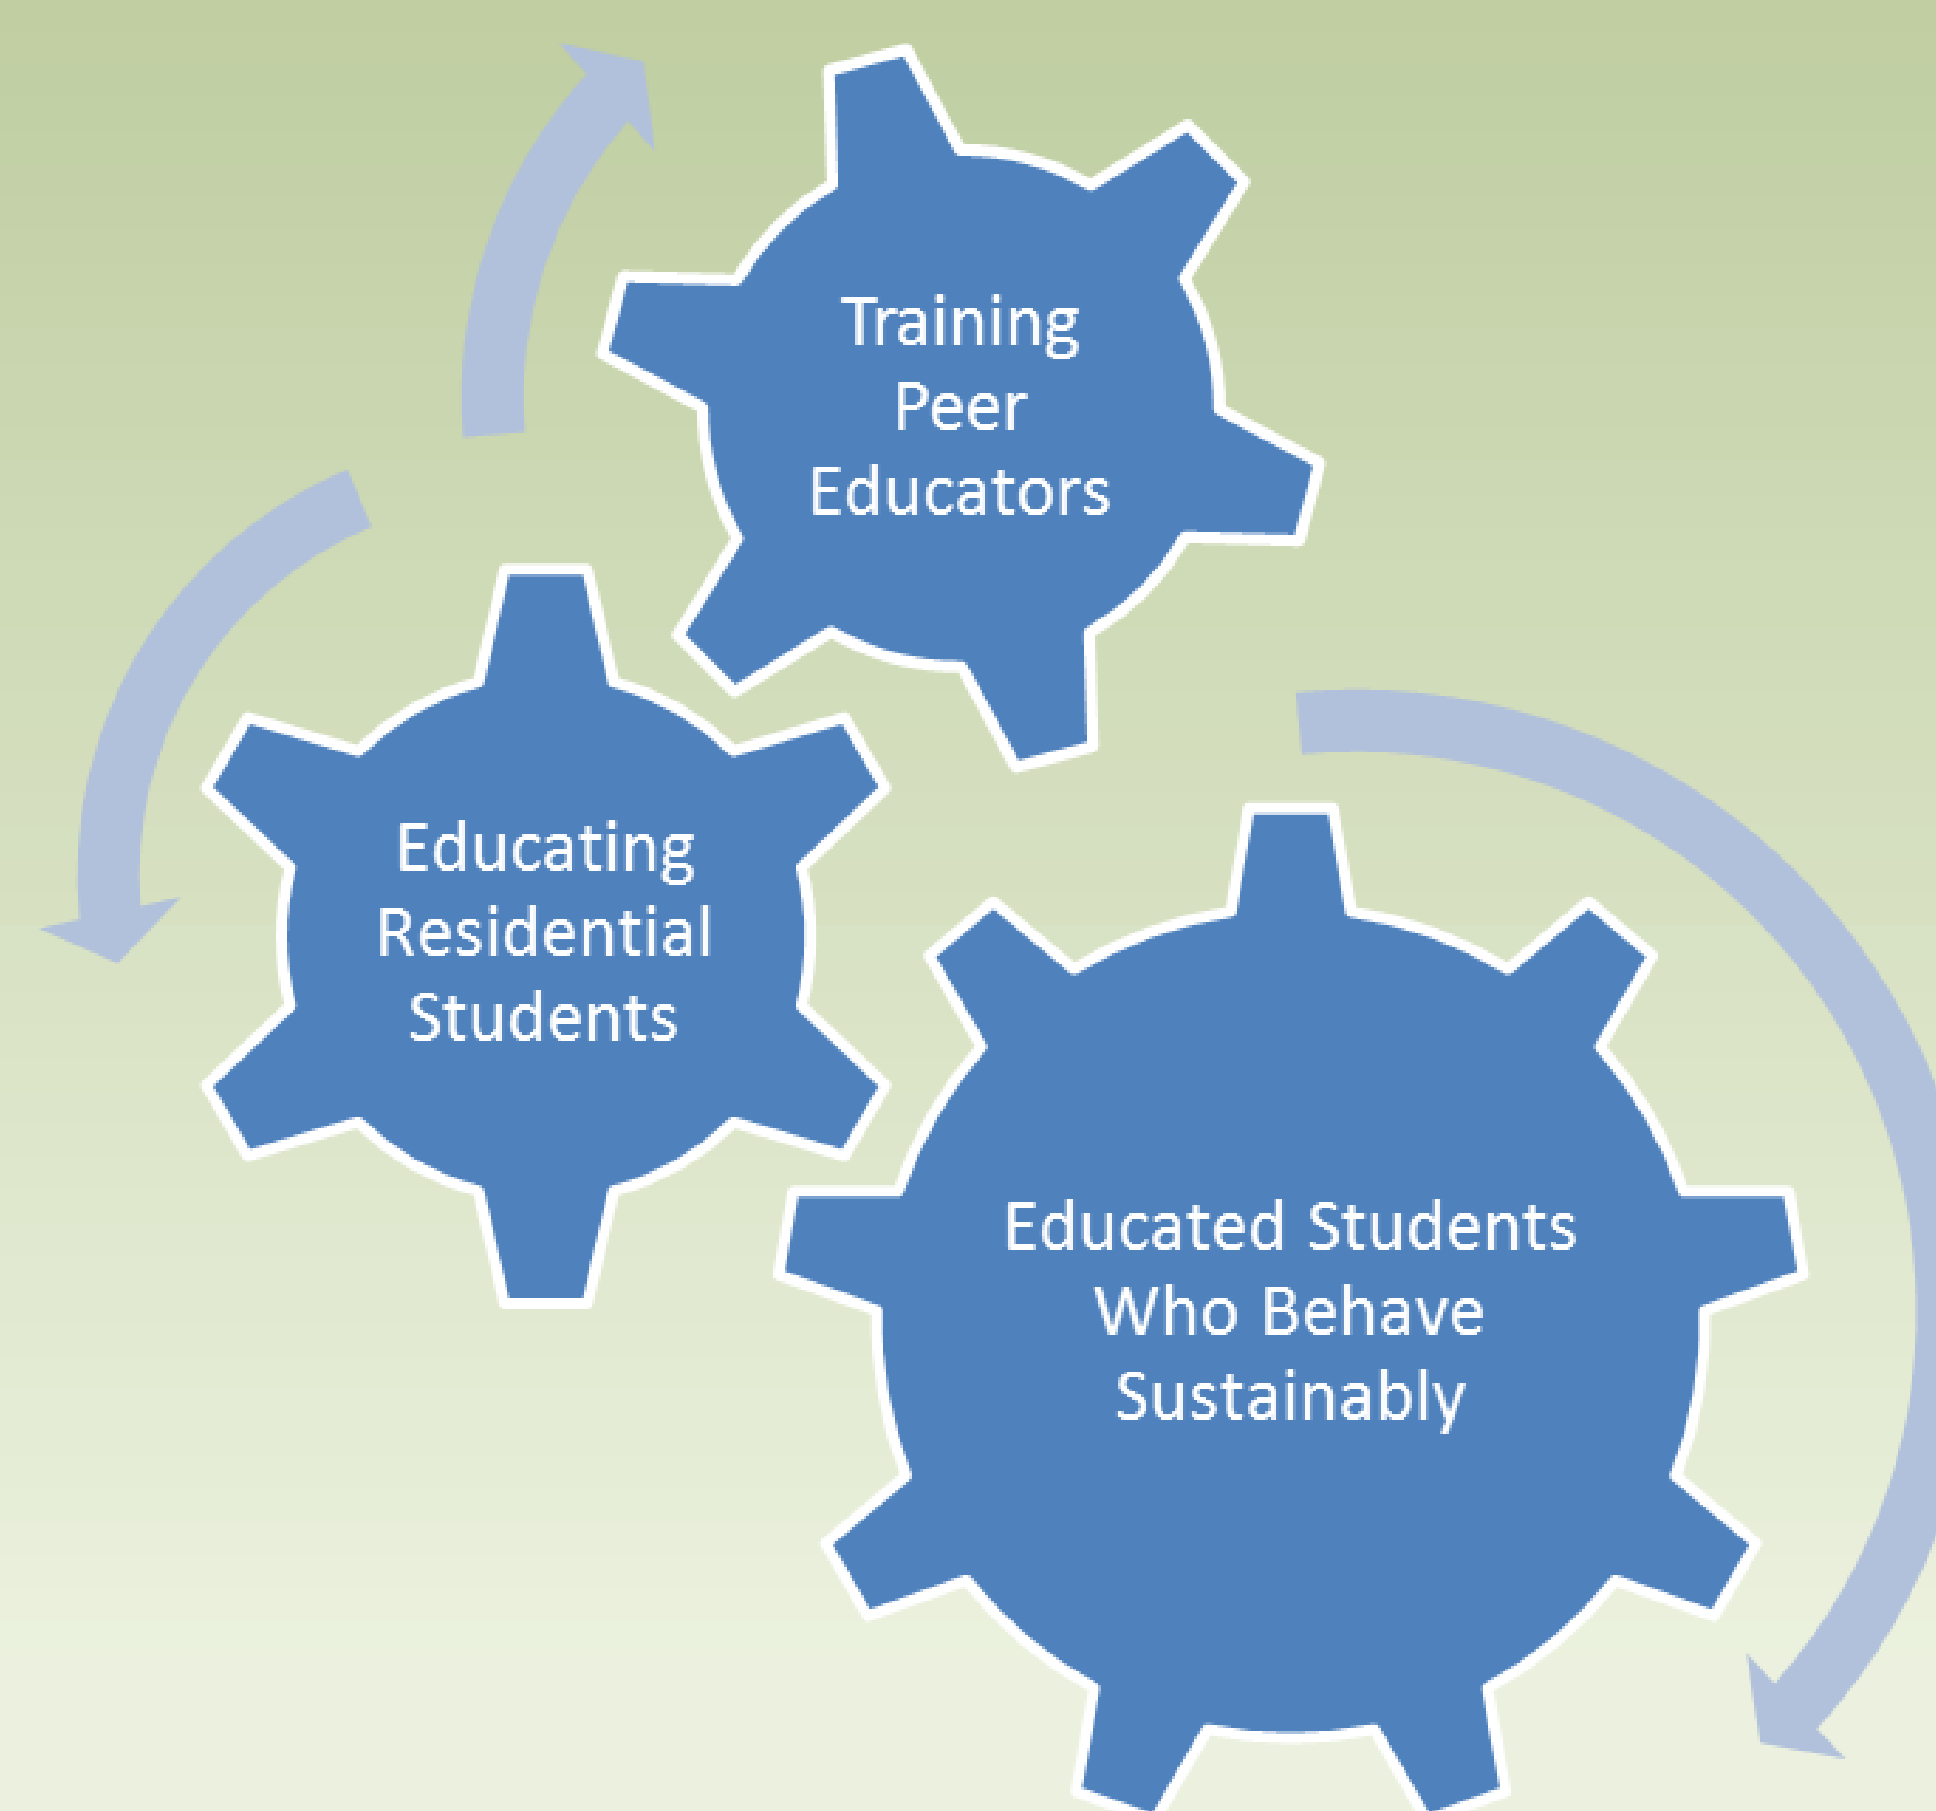 Training
Peer
Educators
Educating
Residential
Students
Educated Students
Who Behave
Sustainably